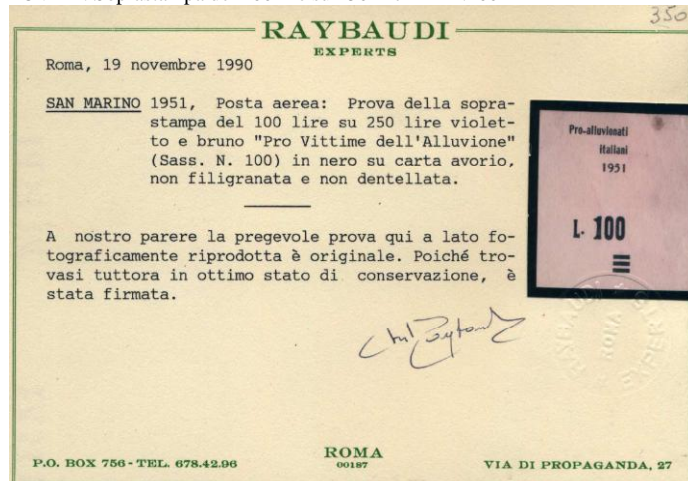 350
RAYBAUDI
EXPERTS
Roma, 19 novembre 1990
SAN MARINO 1951, Posta aerea: Prova della sopra-
stampa del 100 lire su 250 lire violet-
to e bruno "Pro Vittime dell'Alluvione"
(Sass. N. 100) in nero su carta avorio,
non filigranata e non dentellata.
A nostro parere la pregevole prova qui a lato fo-
tograficamente riprodotta è originale. Poiché tro-
vasi tuttora in ottimo stato di conservazione, è
stata firmata.
Pro-alluvionati
italiani
1951
L. 100
RAYBAUDI
ROMA
EXPER
ROMA
00187
P.O. BOX 756 - TEL. 678.42.96
VIA DI PROPAGANDA, 27